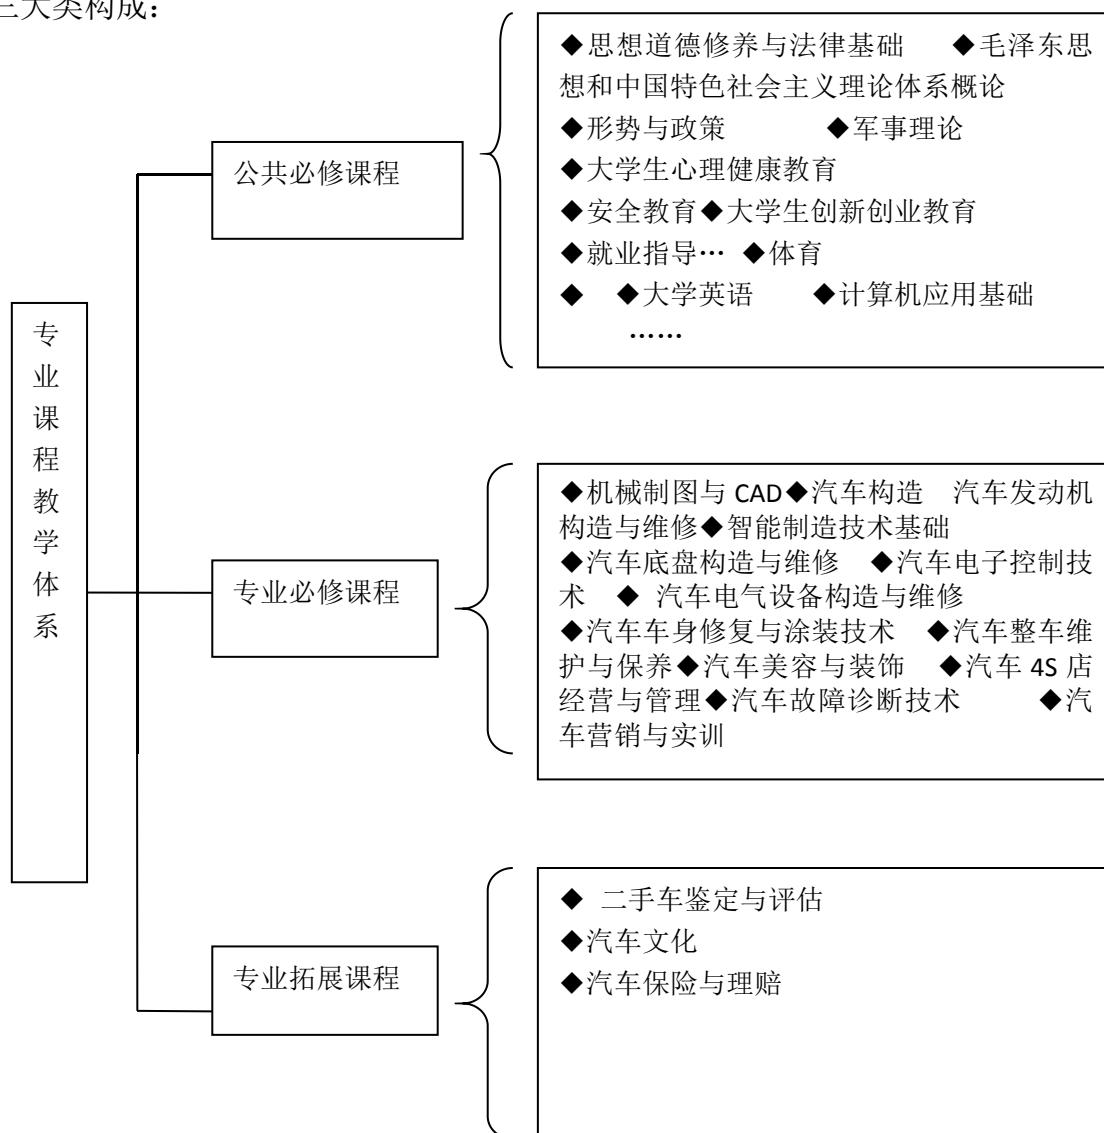 三大类构成：
◆思想道德修养与法律基础 ◆毛泽东思
想和中国特色社会主义理论体系概论
◆形势与政策 ◆军事理论
◆大学生心理健康教育
◆安全教育◆大学生创新创业教育
◆就业指导… ◆体育
◆ ◆大学英语 ◆计算机应用基础
……
公共必修课程
专
业
课
程
教
学
体
系
◆机械制图与 CAD◆汽车构造 汽车发动机
构造与维修◆智能制造技术基础
◆汽车底盘构造与维修 ◆汽车电子控制技
术 ◆ 汽车电气设备构造与维修
◆汽车车身修复与涂装技术 ◆汽车整车维
护与保养◆汽车美容与装饰 ◆汽车 4S 店
经营与管理◆汽车故障诊断技术 ◆汽
车营销与实训
专业必修课程
◆ 二手车鉴定与评估
◆汽车文化
◆汽车保险与理赔
专业拓展课程